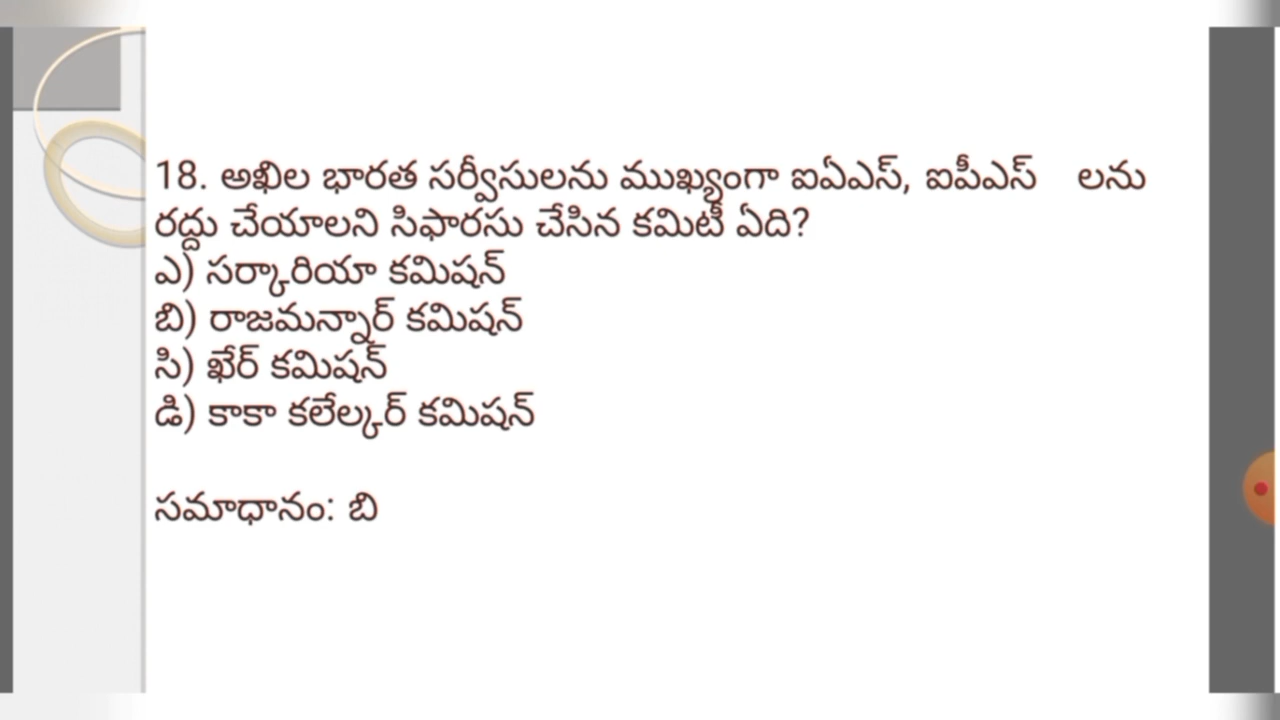 18. అఖిల భారత సర్వీసులను ముఖ్యంగా ఐఏఎస్, ఐపీఎస్ లను
రద్దు చేయాలని సిఫారసు చేసిన కమిటీ ఏది?
ఎ) సర్కారియా కమిషన్
బి) రాజమన్నార్ కమిషన్
సి) ఖేర్ కమిషన్
డి) కాకా కలేల్కర్ కమిషన్
సమాధానం: బి